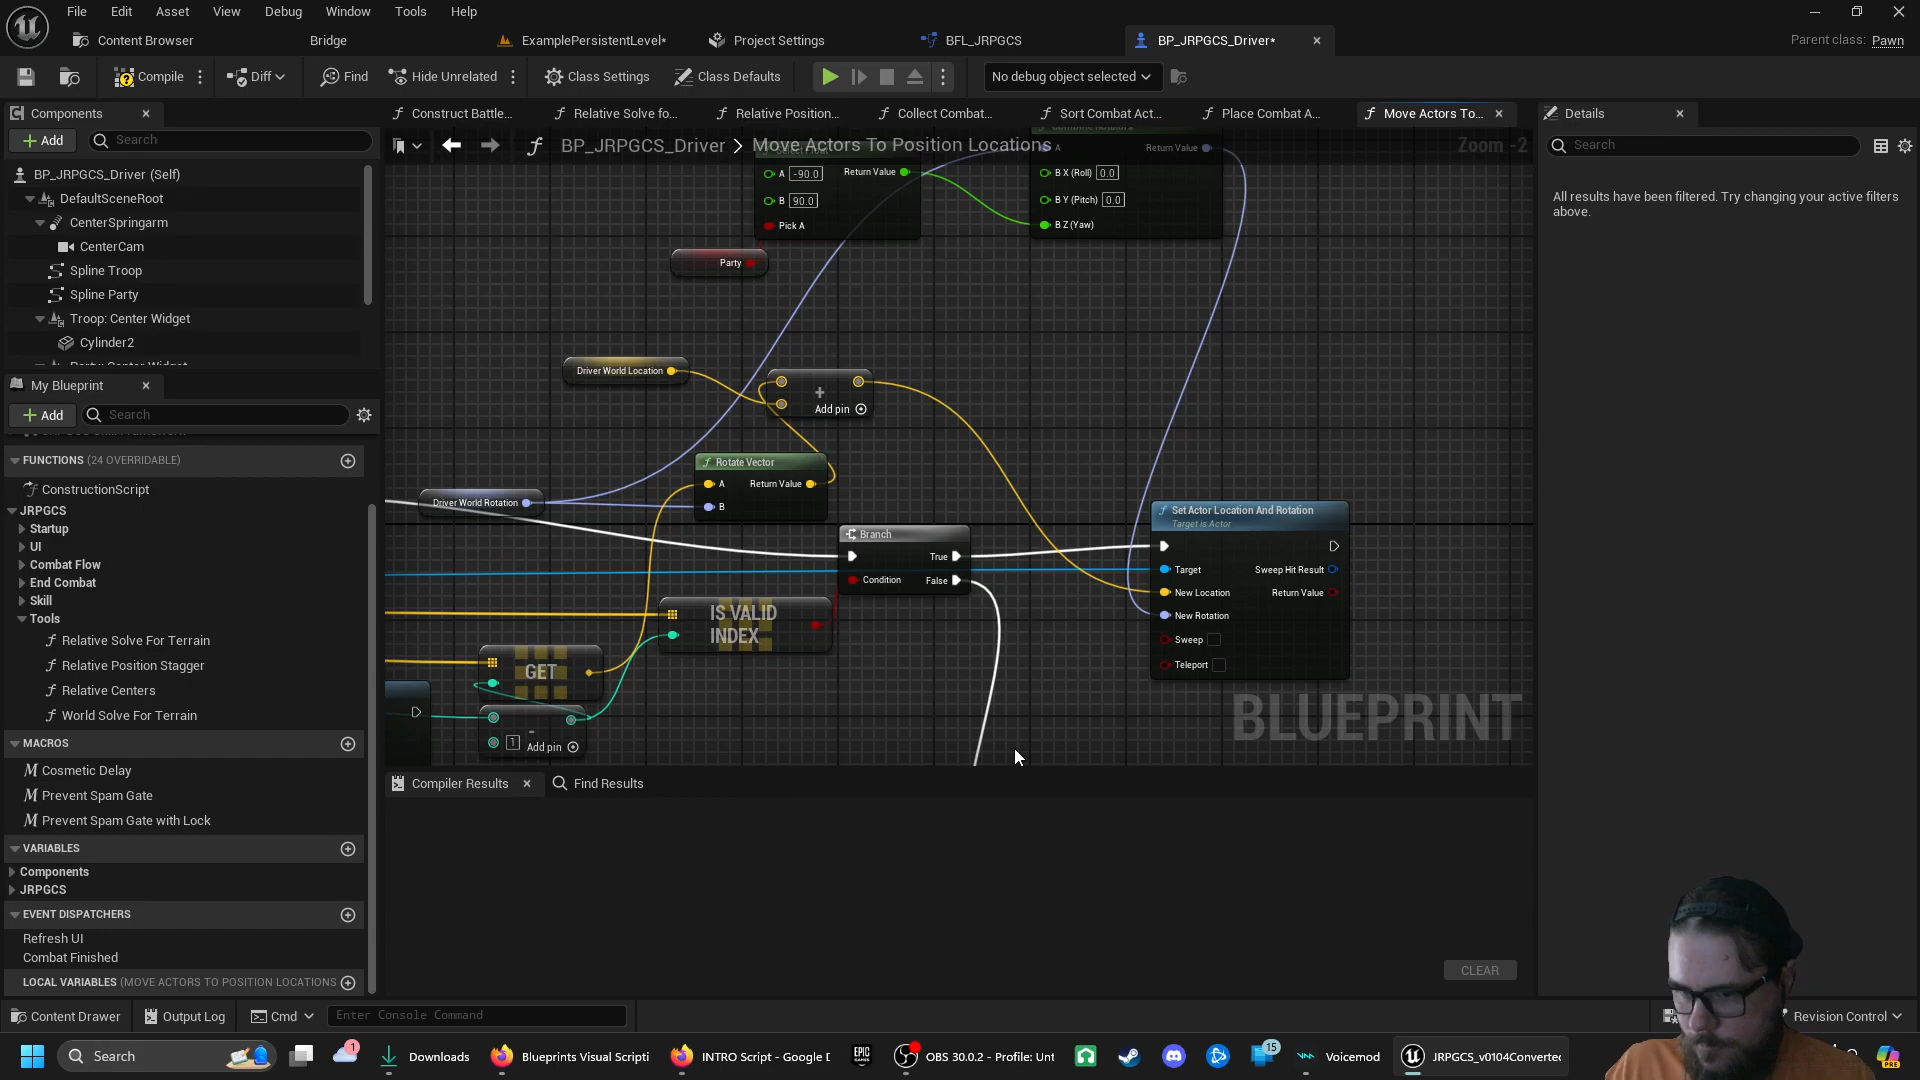 File Edit Asset View Debug Window Tools Help
Content Browser Bridge ExamplePersistentLevel* Project Settings BFL_JRPGCS BP_JRPGCS_Driver* Parent class: Pawn
Compile Diff Find Hide Unrelated Class Settings Class Defaults No debug object selected
Components
Add Search
BP_JRPGCS_Driver (Self)
DefaultSceneRoot
CenterSpringarm
CenterCam
Spline Troop
Spline Party
Troop: Center Widget
Cylinder2
My Blueprint
Add Search
FUNCTIONS (24 OVERRIDABLE)
ConstructionScript
JRPGCS
Startup
UI
Combat Flow
End Combat
Skill
Tools
Relative Solve For Terrain
Relative Position Stagger
Relative Centers
World Solve For Terrain
MACROS
Cosmetic Delay
Prevent Spam Gate
Prevent Spam Gate with Lock
VARIABLES
Components
JRPGCS
EVENT DISPATCHERS
Refresh UI
Combat Finished
LOCAL VARIABLES (MOVE ACTORS TO POSITION LOCATIONS
Construct Battle... Relative Solve fo... Relative Position... Collect Combat... Sort Combat Act... Place Combat A... Move Actors To...
BP_JRPGCS_Driver > Move Actors To Position Locations Zoom -2
A -90.0 Return Value
B 90.0
Pick A
A Return Value
B X (Roll) 0.0
B Y (Pitch) 0.0
B Z (Yaw)
Party
Driver World Location
+
Add pin
Rotate Vector
A Return Value
B
Driver World Rotation
Branch
True
Condition False
IS VALID
INDEX
GET
-
1 Add pin
Set Actor Location And Rotation
Target is Actor
Target Sweep Hit Result
New Location Return Value
New Rotation
Sweep
Teleport
BLUEPRINT
Compiler Results Find Results
CLEAR
Details
Search
All results have been filtered. Try changing your active filters
above.
Content Drawer Output Log Cmd Enter Console Command Revision Control
Search 1 Downloads Blueprints Visual Scripti INTRO Script - Google D EPIC GAMES OBS 30.0.2 - Profile: Unt 15 Voicemod JRPGCS_v0104Converted PRE